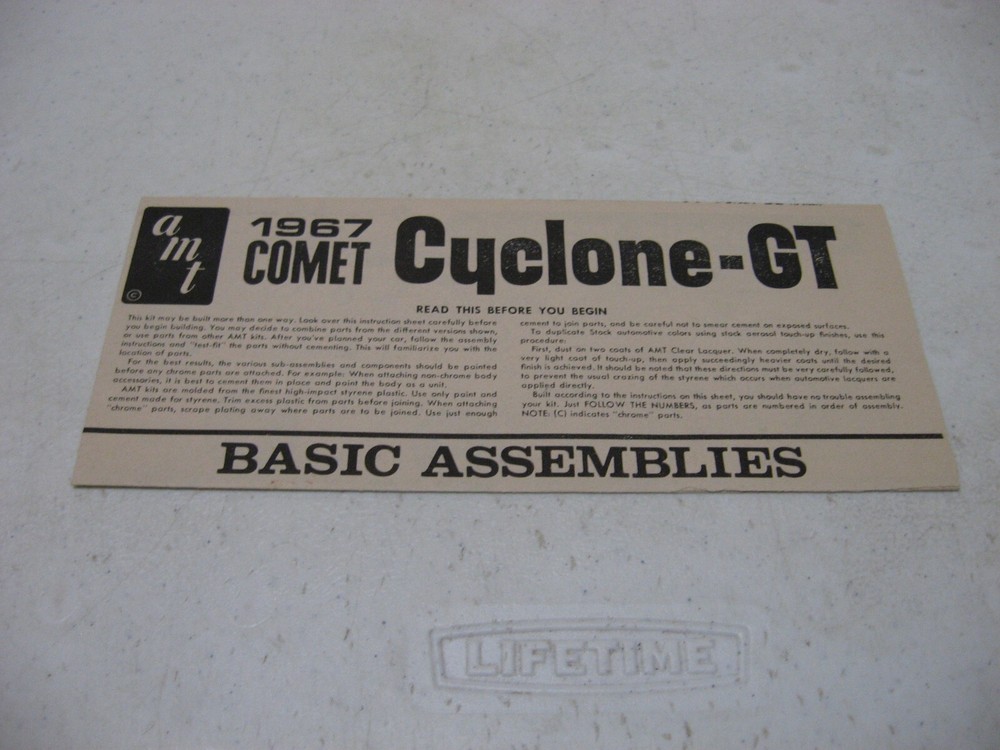 amt
©
1967
COMET
Cyclone-GT
READ THIS BEFORE YOU BEGIN
This kit may be built more than one way. Look over this instruction sheet carefully before
you begin building. You may decide to combine parts from the different versions shown,
or use parts from other AMT kits. After you've planned your car, follow the assembly
instructions and "test-fit" the parts without cementing. This will familiarize you with the
location of parts.
For the best results, the various sub-assemblies and components should be painted
before any chrome parts are attached. For example: When attaching non-chrome body
accessories, it is best to cement them in place and paint the body as a unit.
AMT kits are molded from the finest high-impact styrene plastic. Use only paint and
cement made for styrene. Trim excess plastic from parts before joining. When attaching
"chrome" parts, scrape plating away where parts are to be joined. Use just enough
cement to join parts, and be careful not to smear cement on exposed surfaces.
To duplicate Stock automotive colors using stock aerosol touch-up finishes, use this
procedure:
First, dust on two coats of AMT Clear Lacquer. When completely dry, follow with a
very light coat of touch-up, then apply succeedingly heavier coats until the desired
finish is achieved. It should be noted that these directions must be very carefully followed,
to prevent the usual crazing of the styrene which occurs when automotive lacquers are
applied directly.
Built according to the instructions on this sheet, you should have no trouble assembling
your kit. Just FOLLOW THE NUMBERS, as parts are numbered in order of assembly.
NOTE: (C) indicates "chrome" parts.
BASIC ASSEMBLIES
LIFETIME